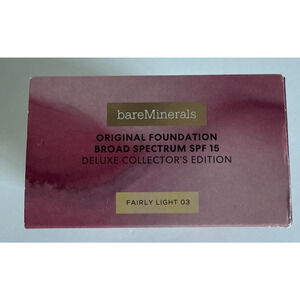 bareMinerals
ORIGINAL FOUNDATION
BROAD SPECTRUM SPF 15
DELUXE COLLECTOR'S EDITION
FAIRLY LIGHT 03